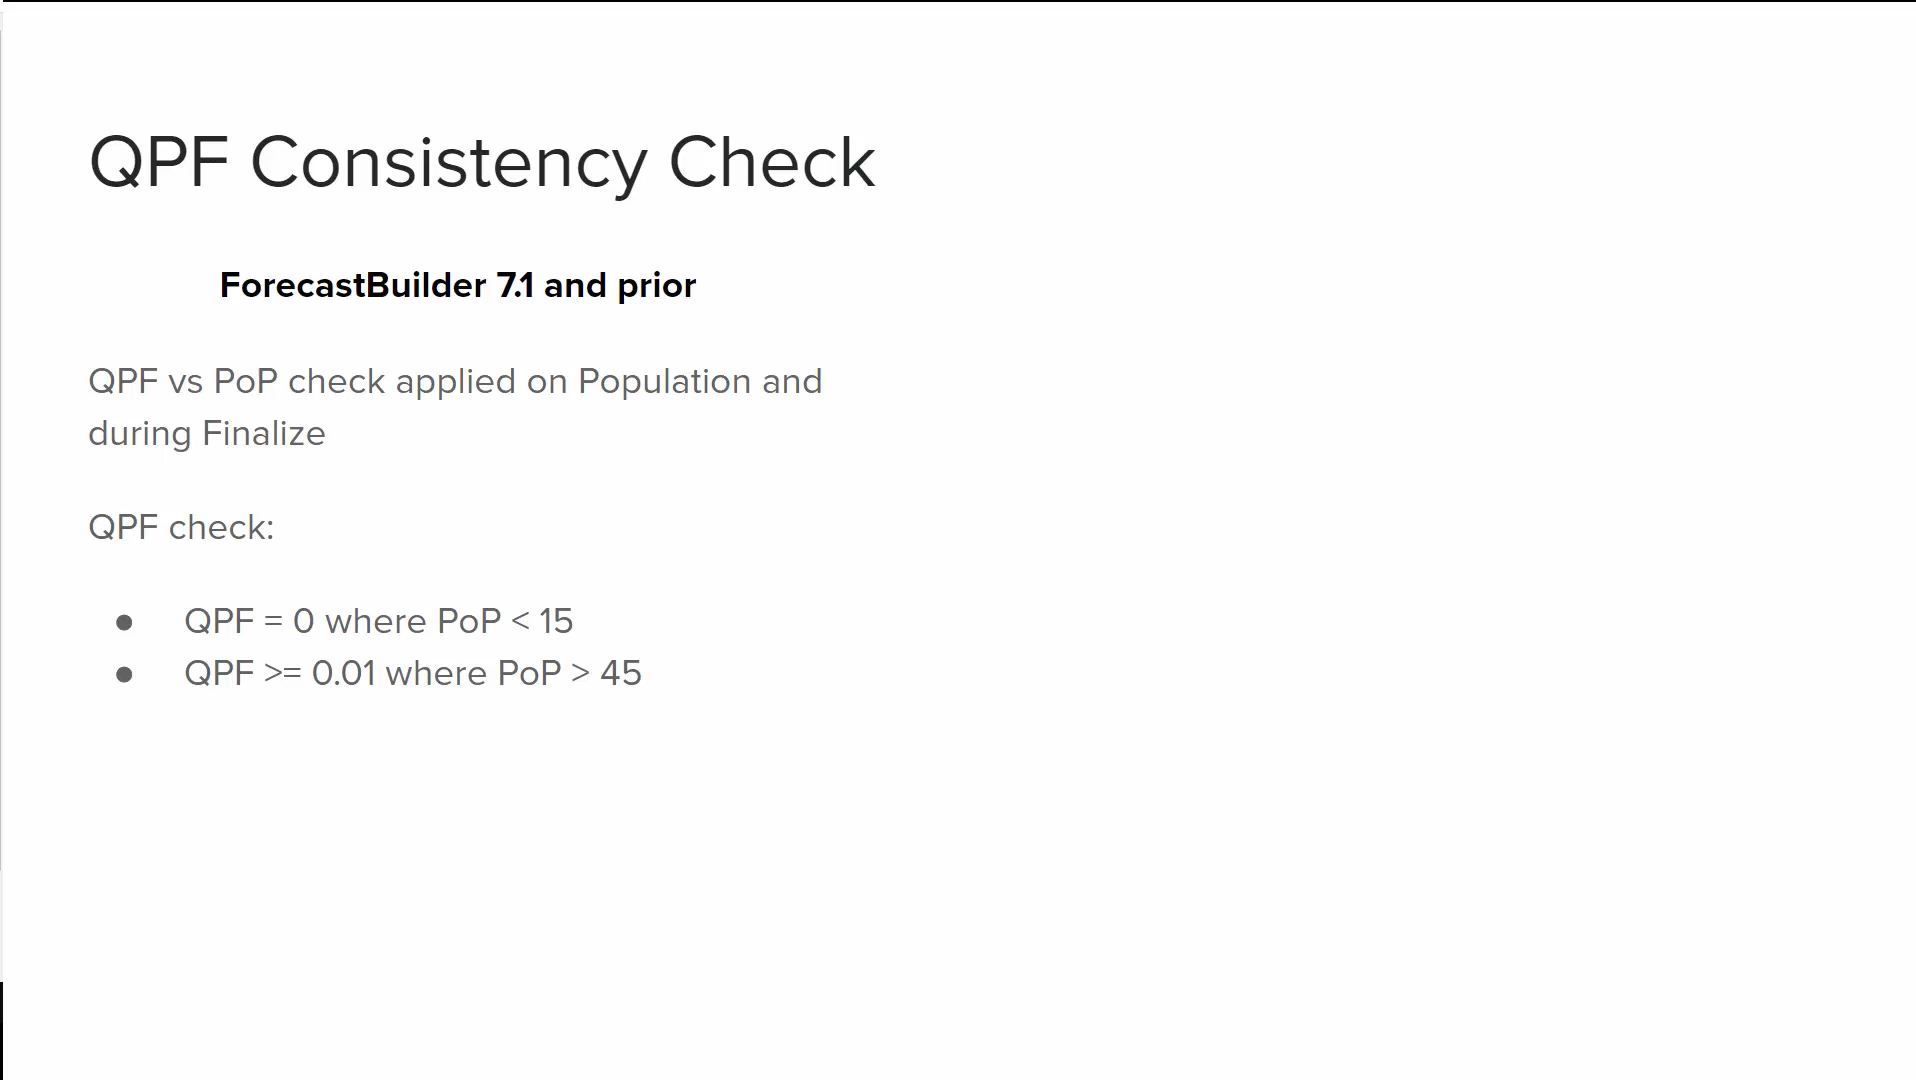 QPF Consistency Check
ForecastBuilder 7.1 and prior
QPF vs PoP check applied on Population and
during Finalize
QPF check:
● QPF = 0 where PoP < 15
● QPF >= 0.01 where PoP > 45